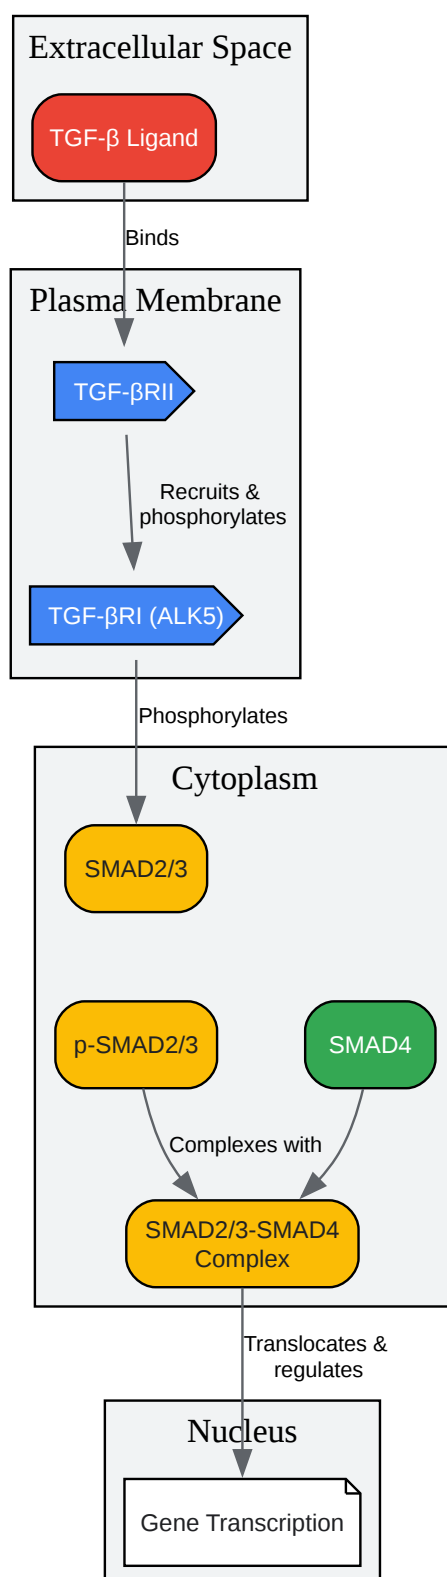 Extracellular Space
TGF-β Ligand
Binds
Plasma Membrane
TGF-βRII
Recruits &
phosphorylates
TGF-βRI (ALK5)
Phosphorylates
Cytoplasm
SMAD2/3
p-SMAD2/3
SMAD4
Complexes with
SMAD2/3-SMAD4
Complex
Translocates &
regulates
Nucleus
Gene Transcription